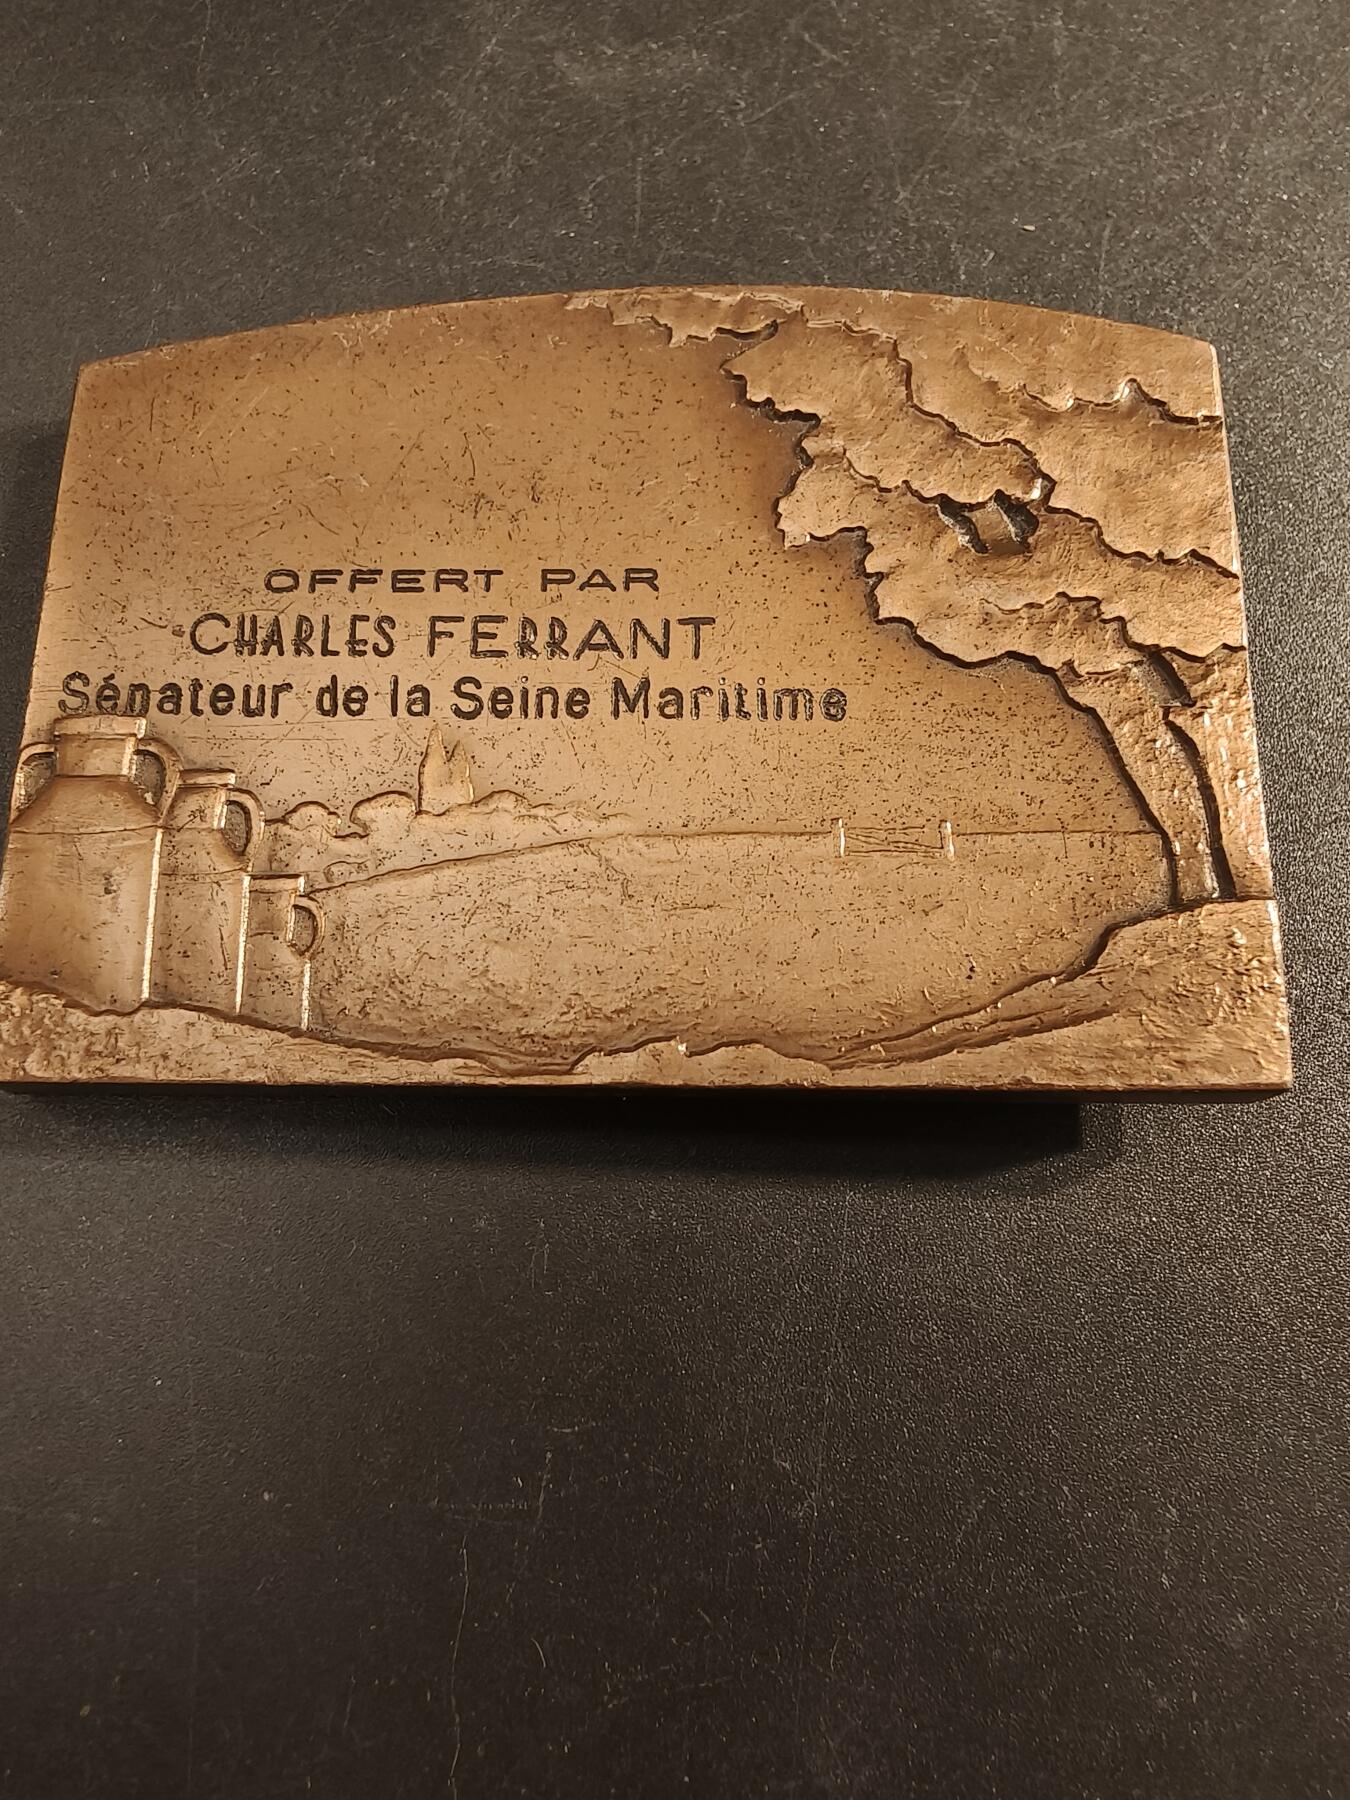 OFFERT PAR
CHARLES FERRANT
Sénateur de la Seine Maritime